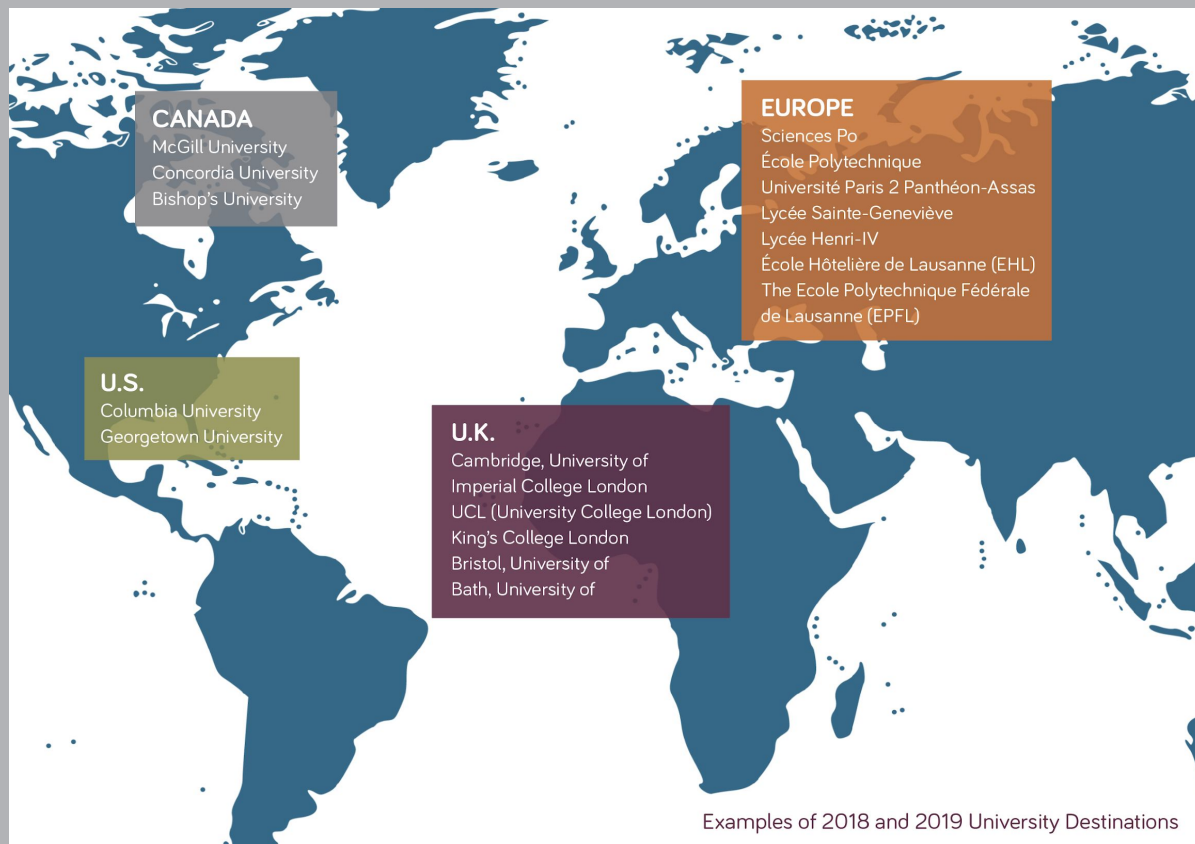 CANADA
McGill University
Concordia University
Bishop's University
EUROPE
Sciences Po
École Polytechnique
Université Paris 2 Panthéon-Assas
Lycée Sainte-Geneviève
Lycée Henri-IV
École Hôtelière de Lausanne (EHL)
The Ecole Polytechnique Fédérale
de Lausanne (EPFL)
U.S.
Columbia University
Georgetown University
U.K.
Cambridge, University of
Imperial College London
UCL (University College London)
King's College London
Bristol, University of
Bath, University of
Examples of 2018 and 2019 University Destinations